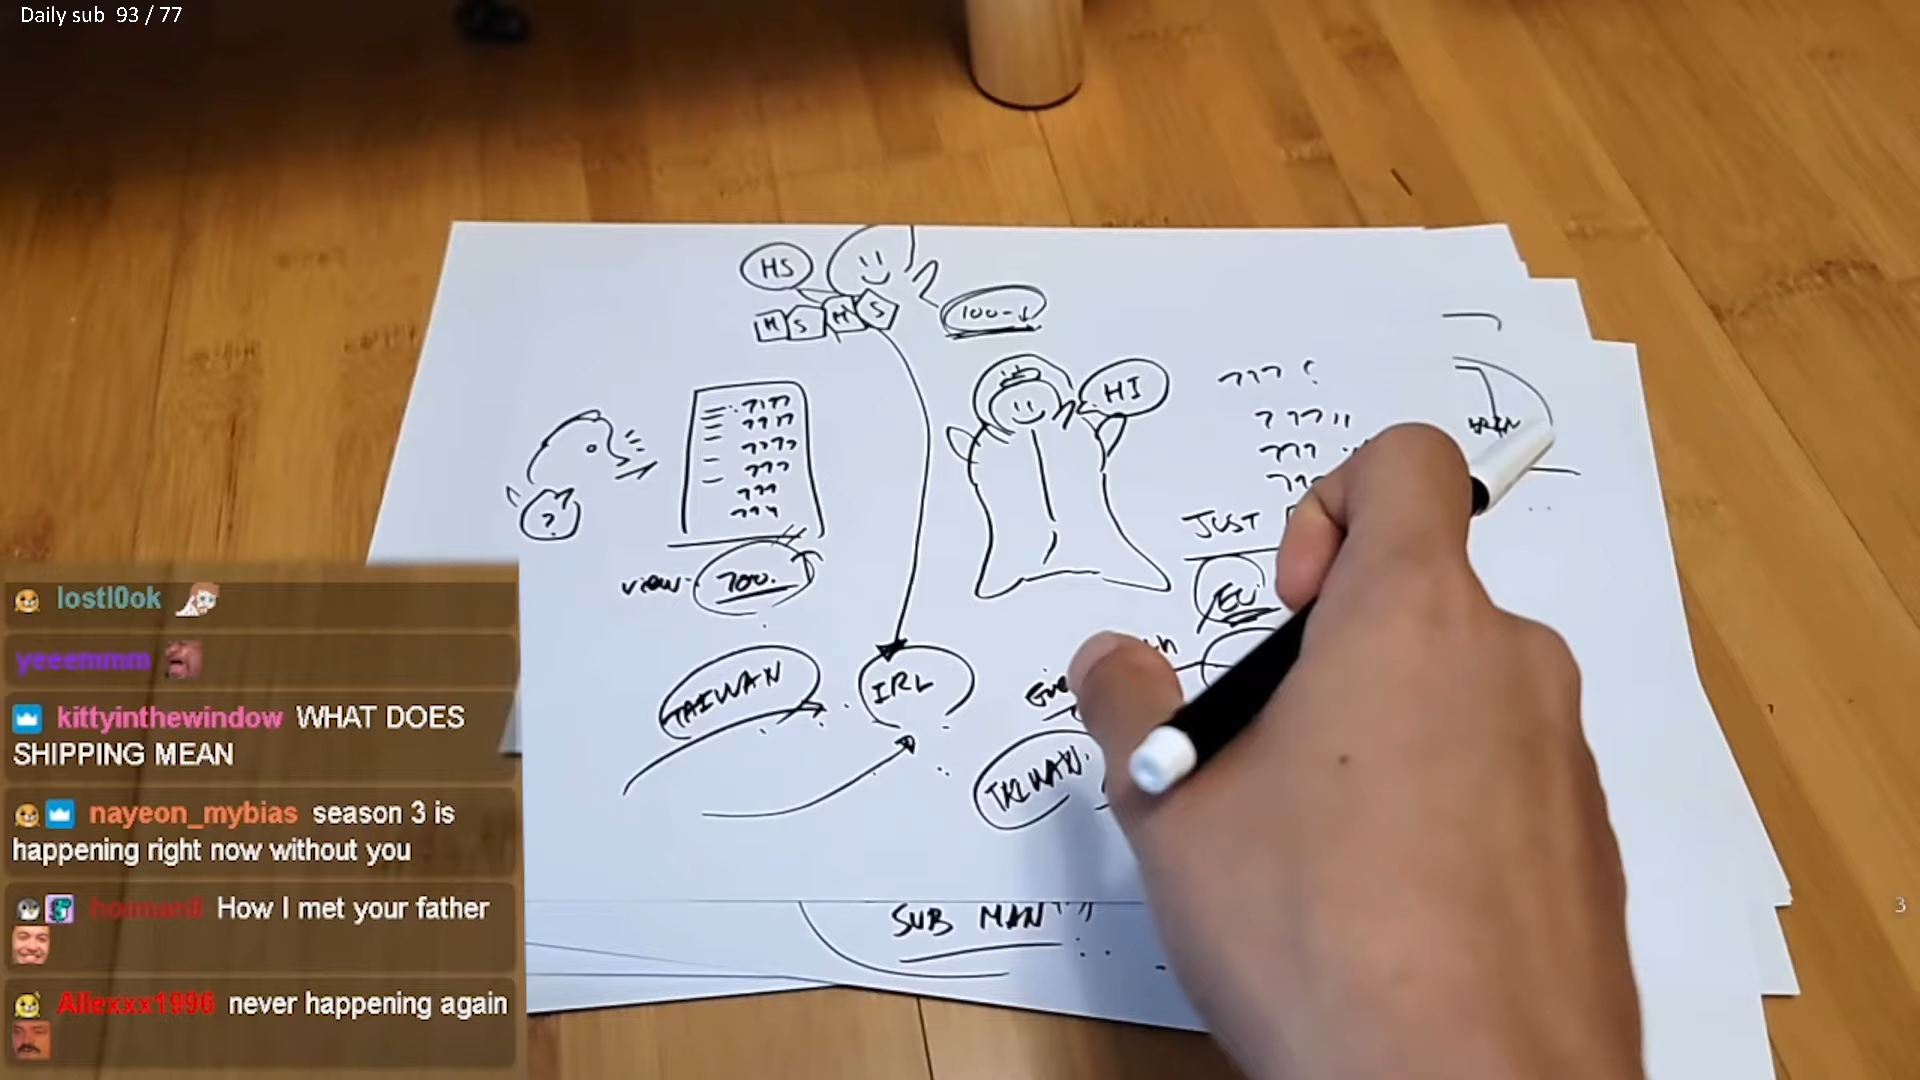 Daily sub 93 / 77
HS
H S H S
100-↓
HI
???
???
JUST
view
700.
EU
TAIWAN
IRL
TAIWAN.
SUB MAN
3
lostl0ok
yeeemmm
kittyinthewindow WHAT DOES
SHIPPING MEAN
nayeon_mybias season 3 is
happening right now without you
How I met your father
Allexxx1996 never happening again